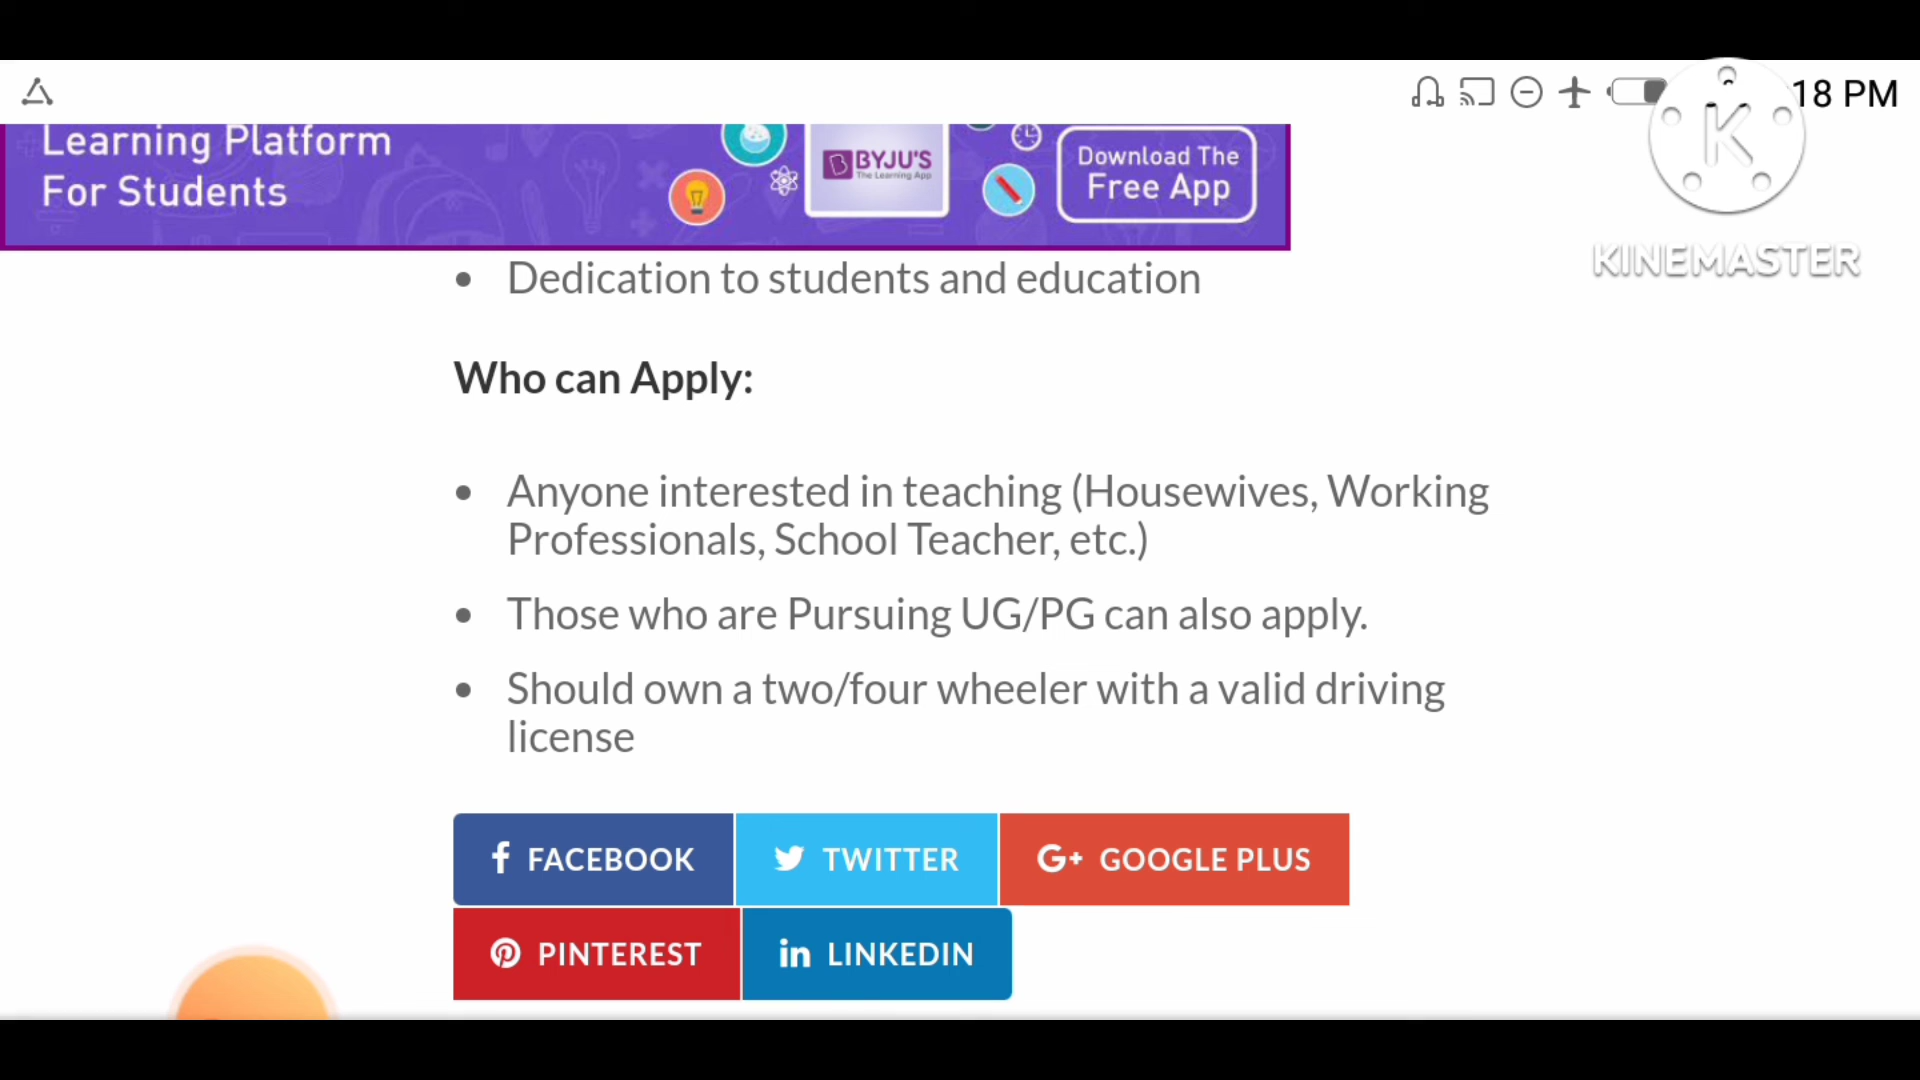 18 PM
K
KINEMASTER
Learning Platform
For Students
BYJU'S
The Learning App
Download The
Free App
• Dedication to students and education
Who can Apply:
• Anyone interested in teaching (Housewives, Working
Professionals, School Teacher, etc.)
• Those who are Pursuing UG/PG can also apply.
• Should own a two/four wheeler with a valid driving
license
f FACEBOOK
TWITTER
G+ GOOGLE PLUS
PINTEREST
in LINKEDIN